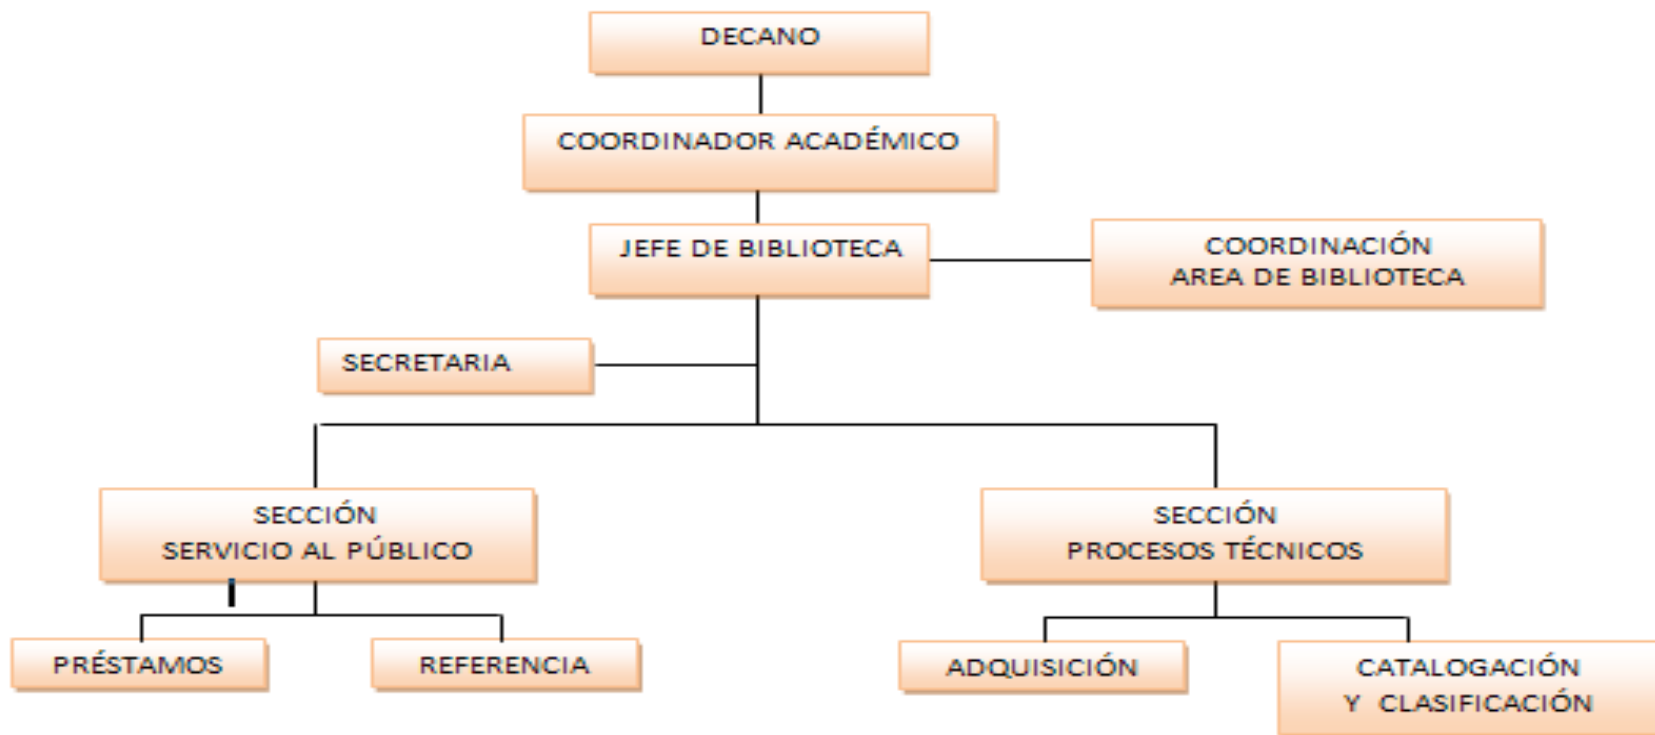 DECANO
COORDINADOR ACADÉMICO
JEFE DE BIBLIOTECA
COORDINACIÓN
AREA DE BIBLIOTECA
SECRETARIA
SECCIÓN
SERVICIO AL PÚBLICO
SECCIÓN
PROCESOS TÉCNICOS
PRÉSTAMOS
REFERENCIA
ADQUISICIÓN
CATALOGACIÓN
Y CLASIFICACIÓN